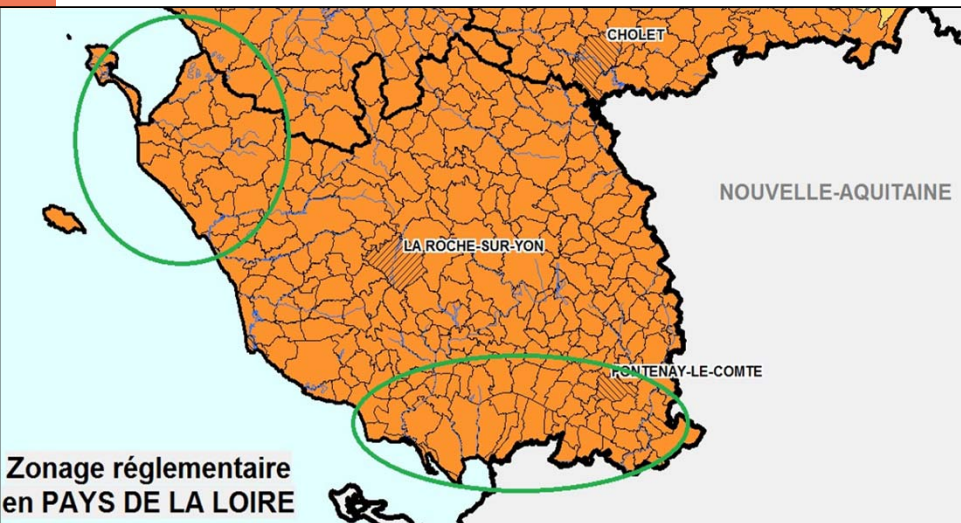 CHOLET
NOUVELLE-AQUITAINE
LA ROCHE-SUR-YON
FONTENAY-LE-COMTE
Zonage réglementaire
en PAYS DE LA LOIRE